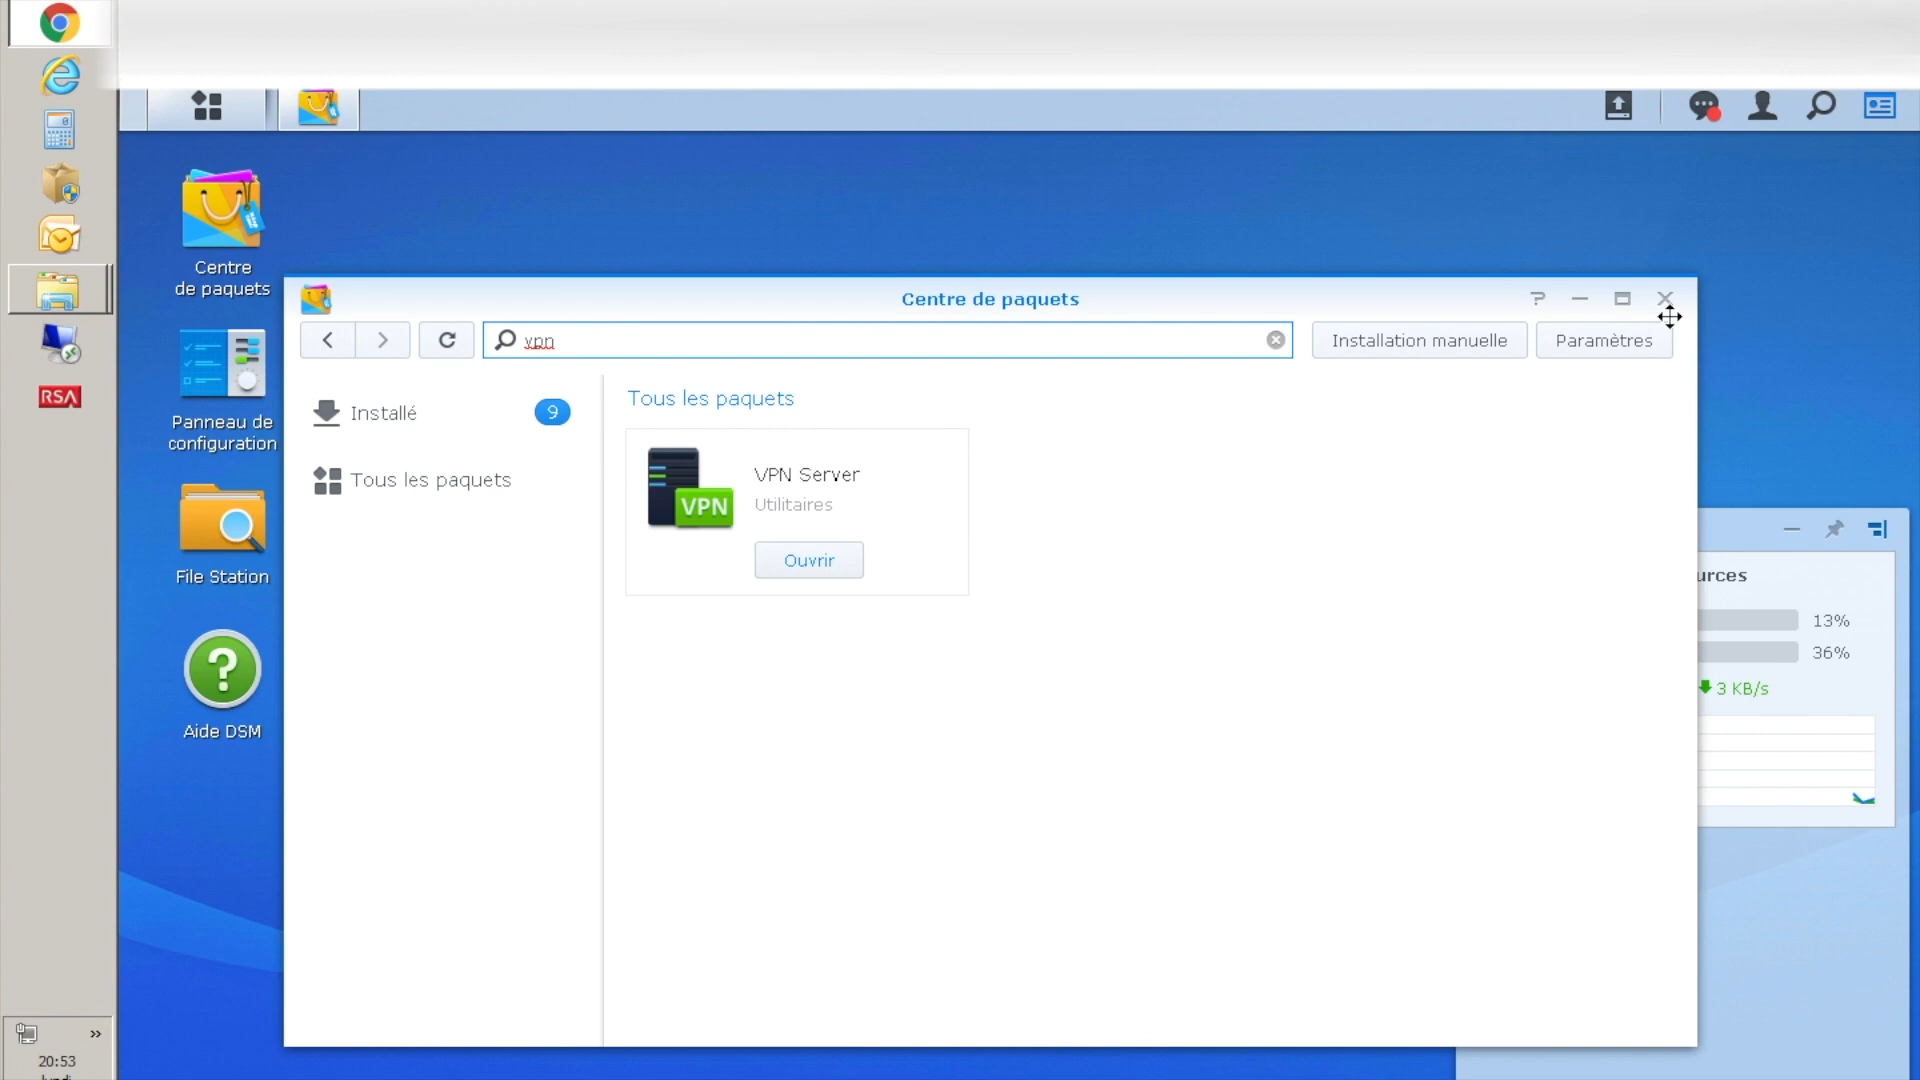 Centre
de paquets
Panneau de
configuration
File Station
Aide DSM
RSA
20:53
Centre de paquets
vpn
Installation manuelle
Paramètres
Installé
9
Tous les paquets
Tous les paquets
VPN
VPN Server
Utilitaires
Ouvrir
urces
13%
36%
3 KB/s